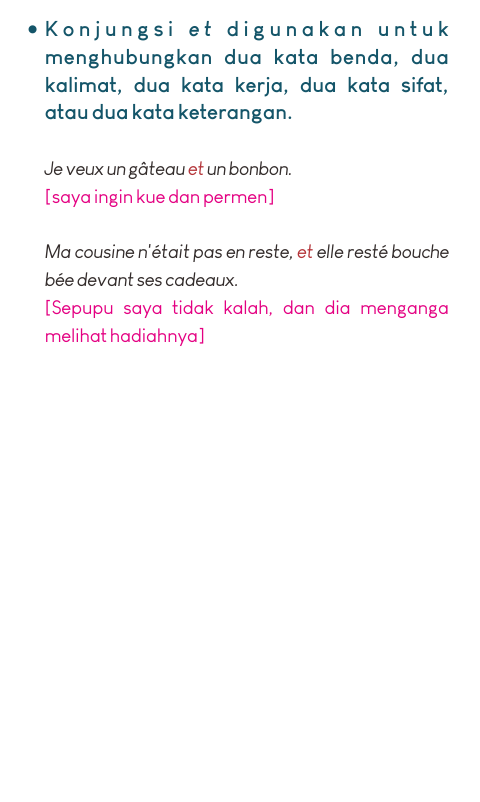 • Konjungsi et digunakan untuk
menghubungkan dua kata benda, dua
kalimat, dua kata kerja, dua kata sifat,
atau dua kata keterangan.
Je veux un gâteau et un bonbon.
[saya ingin kue dan permen]
Ma cousine n'était pas en reste, et elle resté bouche
bée devant ses cadeaux.
[Sepupu saya tidak kalah, dan dia menganga
melihat hadiahnya]